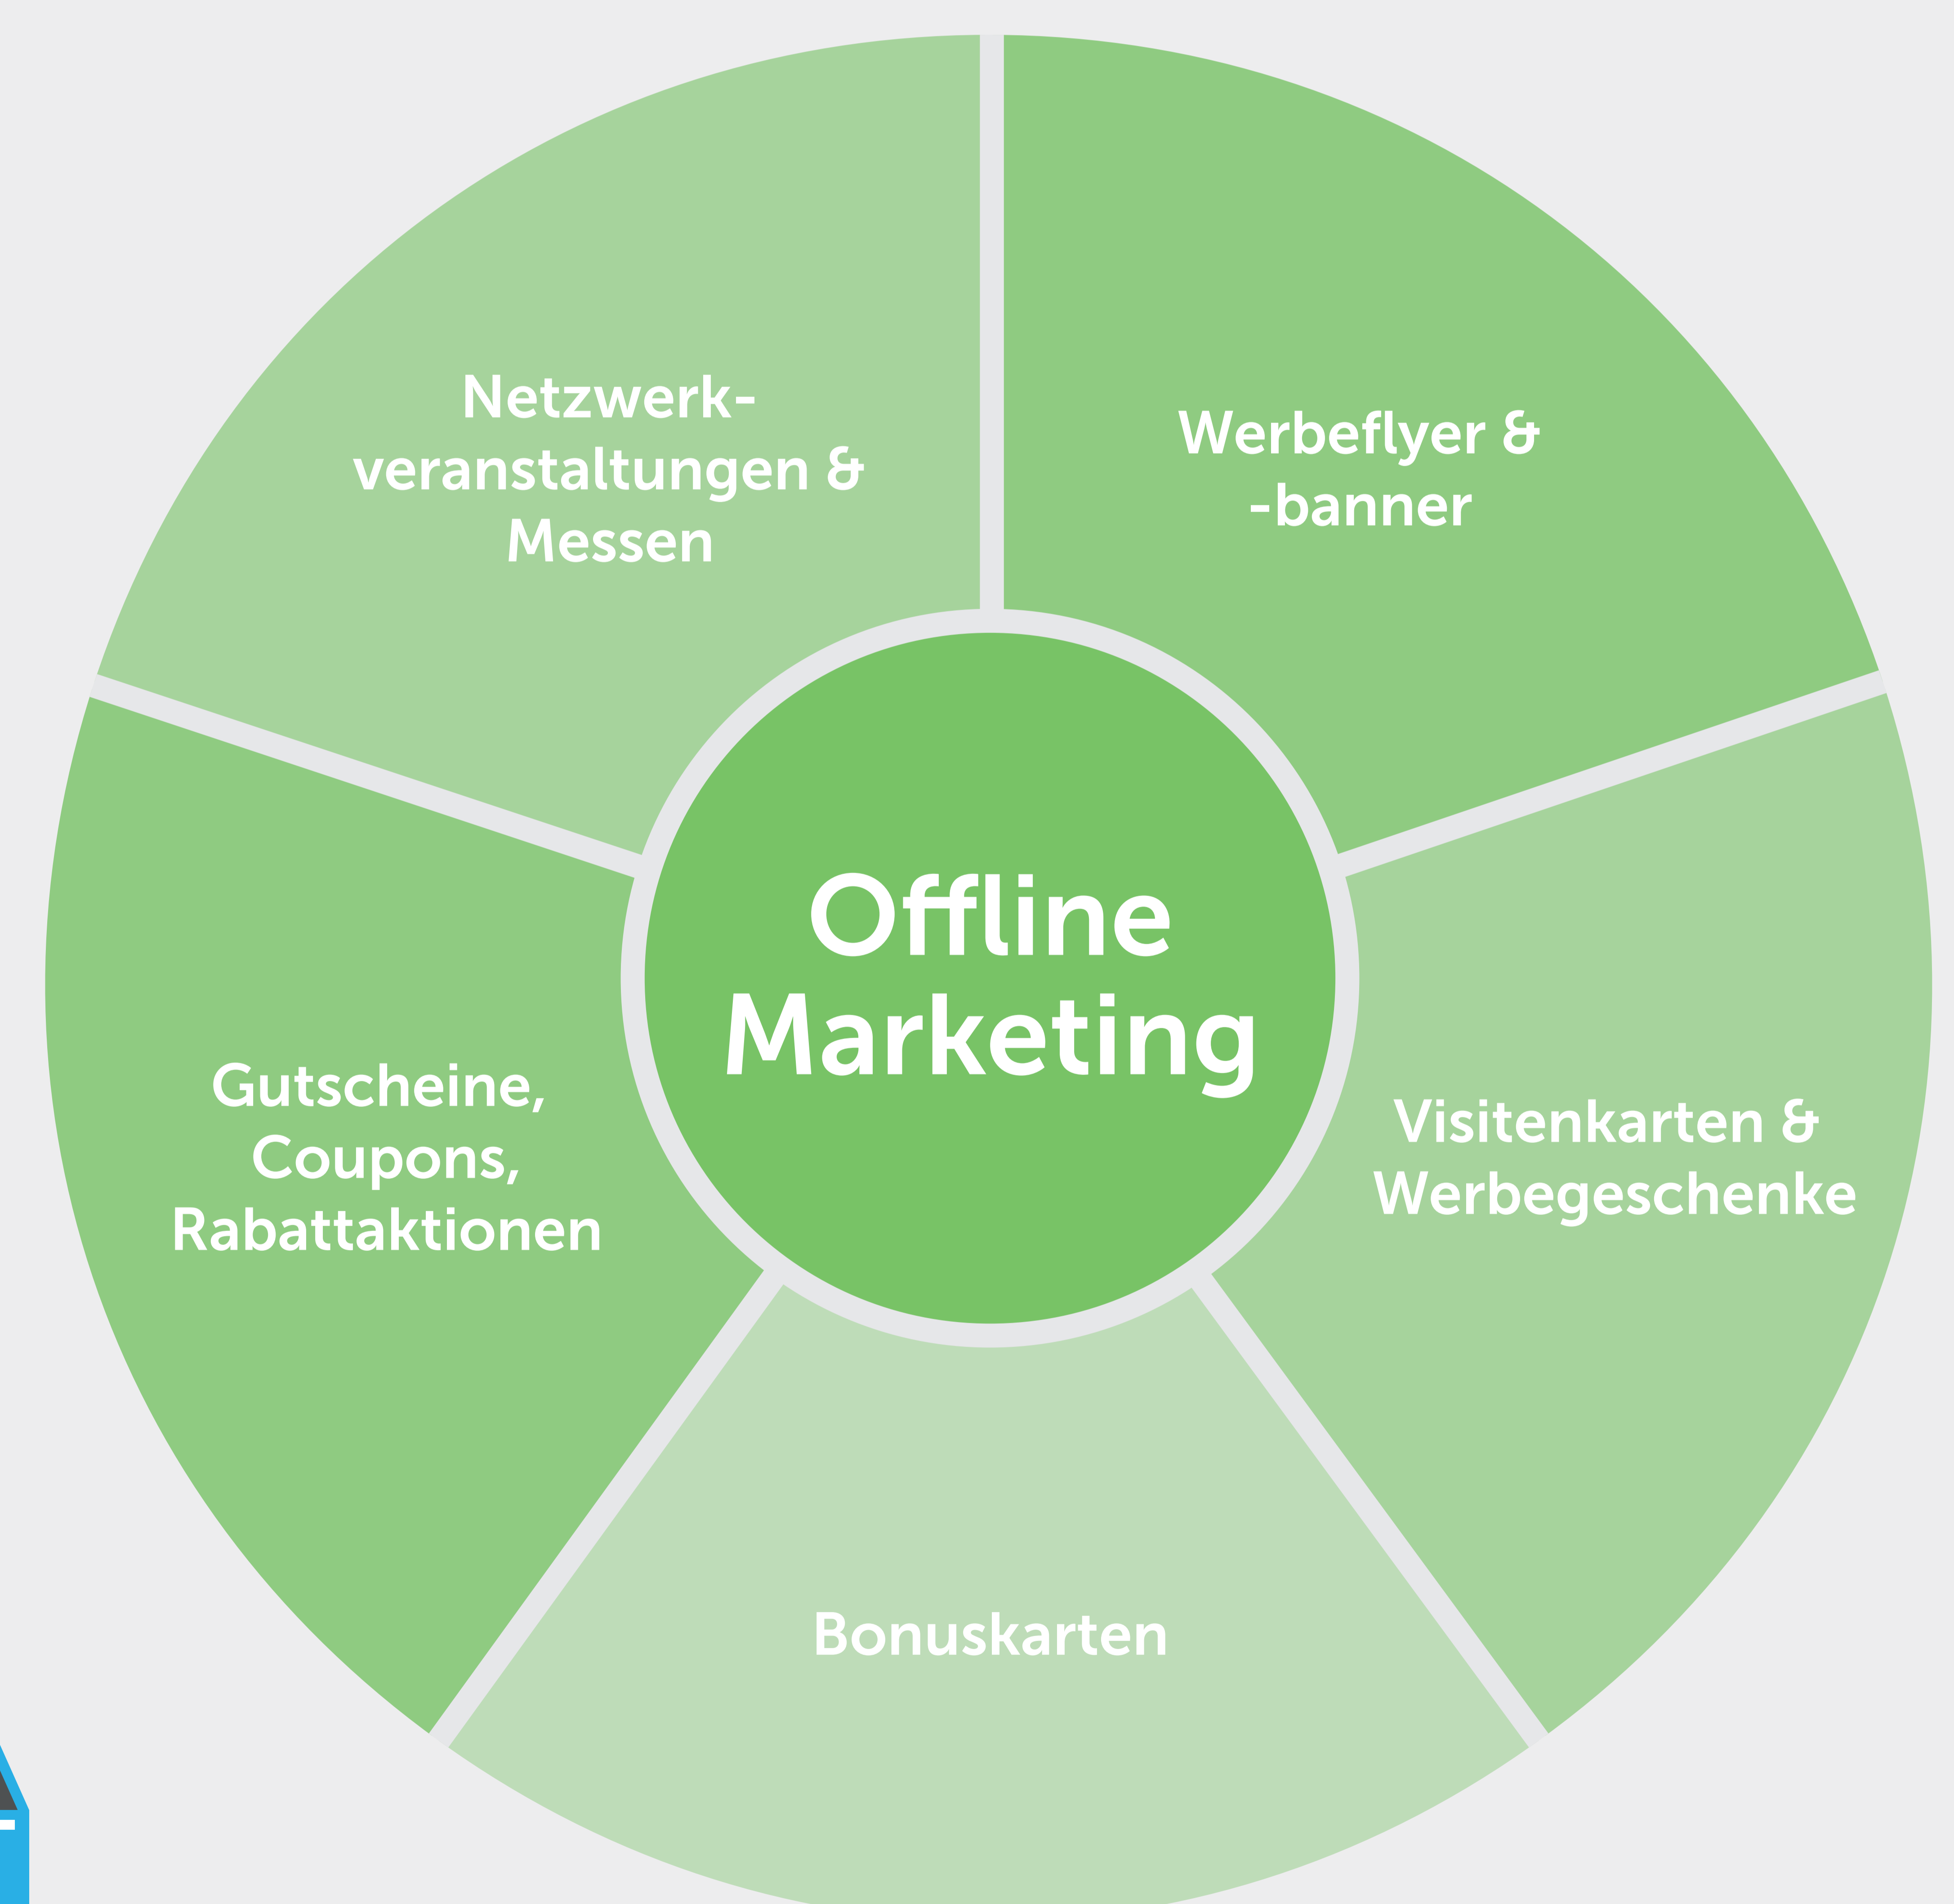 Netzwerk-
veranstaltungen &
Messen
Werbeflyer &
-banner
Offline
Marketing
Gutscheine,
Coupons,
Rabattaktionen
Visitenkarten &
Werbegeschenke
Bonuskarten